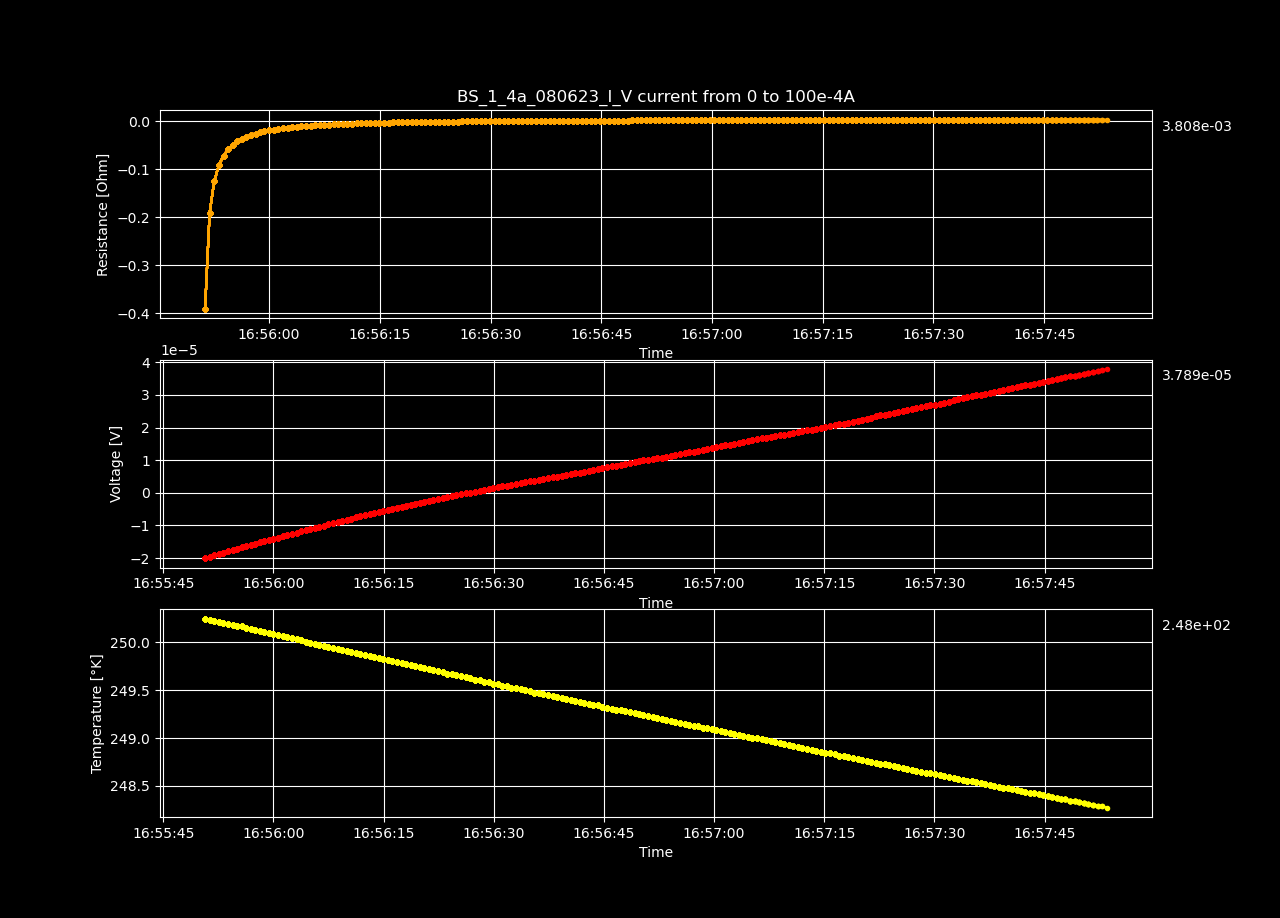 BS_1_4a_080623_I_V current from 0 to 100e-4A
Resistance [Ohm]
0.0
−0.1
−0.2
−0.3
−0.4
3.808e-03
16:56:00 16:56:15 16:56:30 16:56:45 16:57:00 16:57:15 16:57:30 16:57:45
Time
1e−5
Voltage [V]
4
3
2
1
0
−1
−2
3.789e-05
16:55:45 16:56:00 16:56:15 16:56:30 16:56:45 16:57:00 16:57:15 16:57:30 16:57:45
Time
Temperature [°K]
250.0
249.5
249.0
248.5
2.48e+02
16:55:45 16:56:00 16:56:15 16:56:30 16:56:45 16:57:00 16:57:15 16:57:30 16:57:45
Time